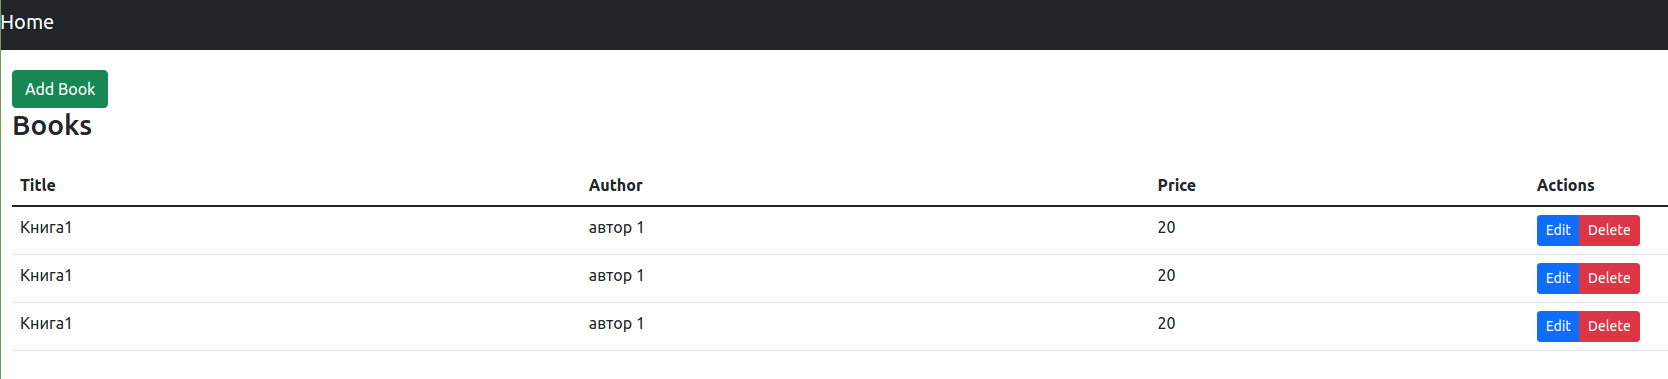 Home
Add Book
Books
Title Author Price Actions
Книга1 автор 1 20 Edit Delete
Книга1 автор 1 20 Edit Delete
Книга1 автор 1 20 Edit Delete